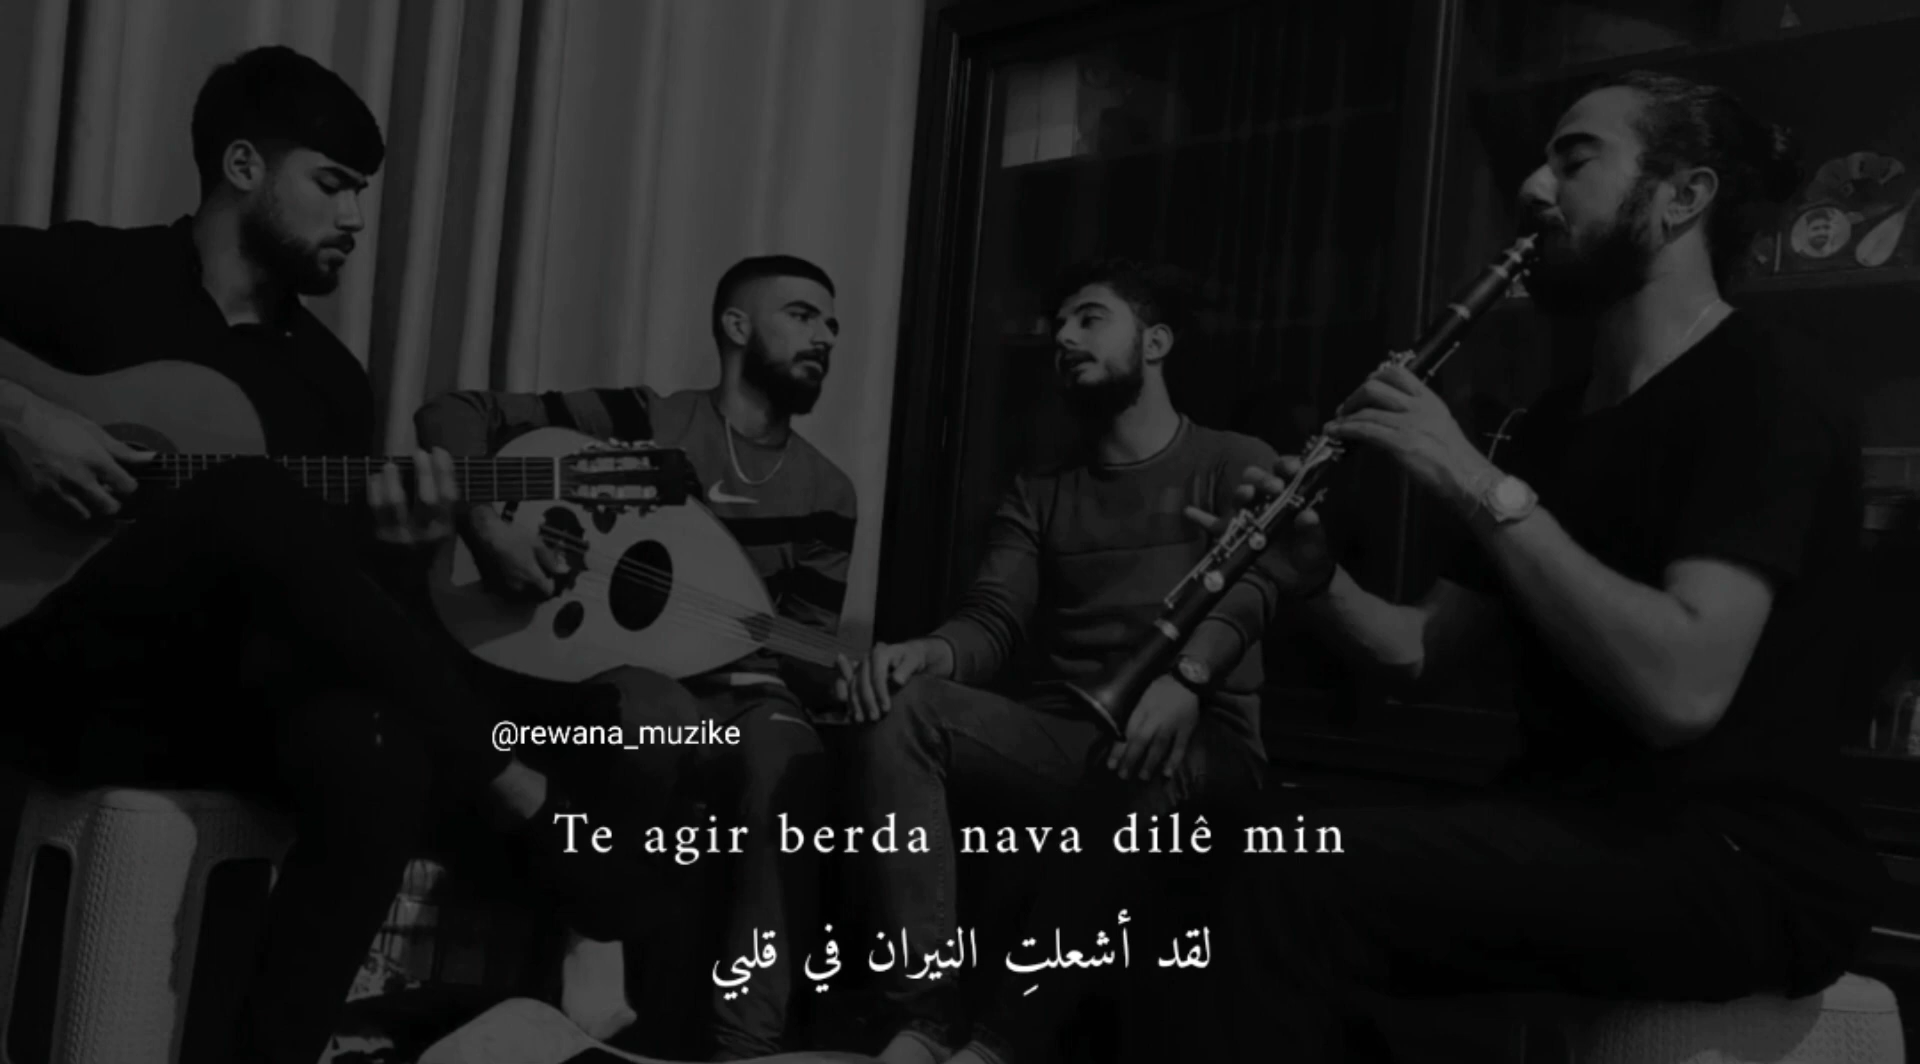 @rewana_muzike
Te agir berda nava dilê min
لقد أشعلتِ النيران في قلبي